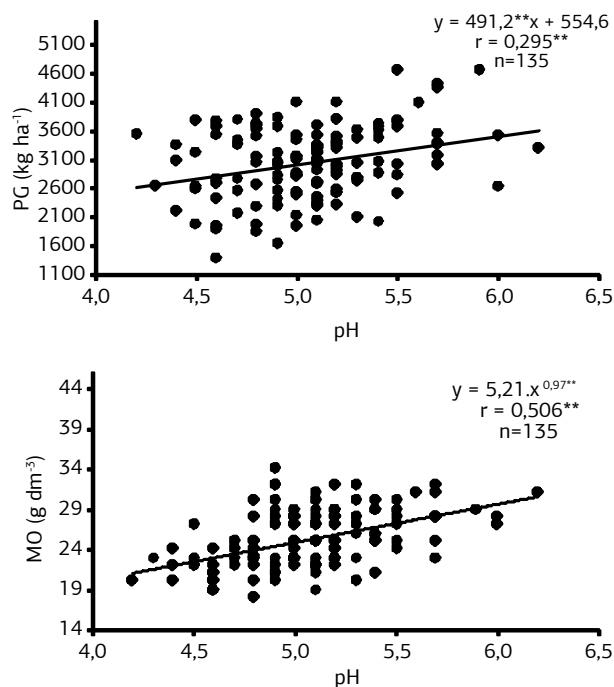 y = 491,2**x + 554,6
r = 0,295**
n=135
5100
4600
4100
3600
3100
2600
2100
1600
1100
PG (kg ha⁻¹)
4,0 4,5 5,0 5,5 6,0 6,5
pH
y = 5,21.x^0,97**
r = 0,506**
n=135
44
39
34
29
24
19
14
MO (g dm⁻³)
4,0 4,5 5,0 5,5 6,0 6,5
pH